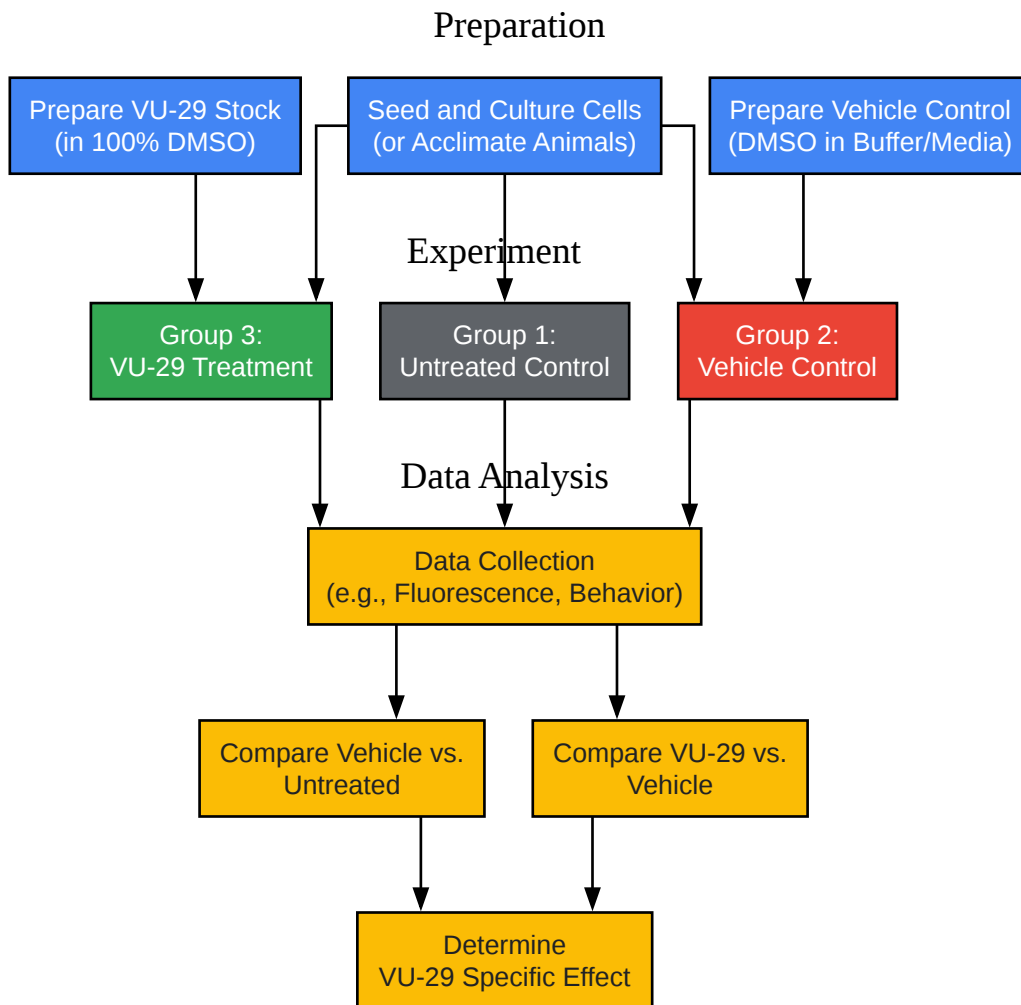 Preparation
Prepare VU-29 Stock
(in 100% DMSO)
Seed and Culture Cells
(or Acclimate Animals)
Prepare Vehicle Control
(DMSO in Buffer/Media)
Experiment
Group 3:
VU-29 Treatment
Group 1:
Untreated Control
Group 2:
Vehicle Control
Data Analysis
Data Collection
(e.g., Fluorescence, Behavior)
Compare Vehicle vs.
Untreated
Compare VU-29 vs.
Vehicle
Determine
VU-29 Specific Effect